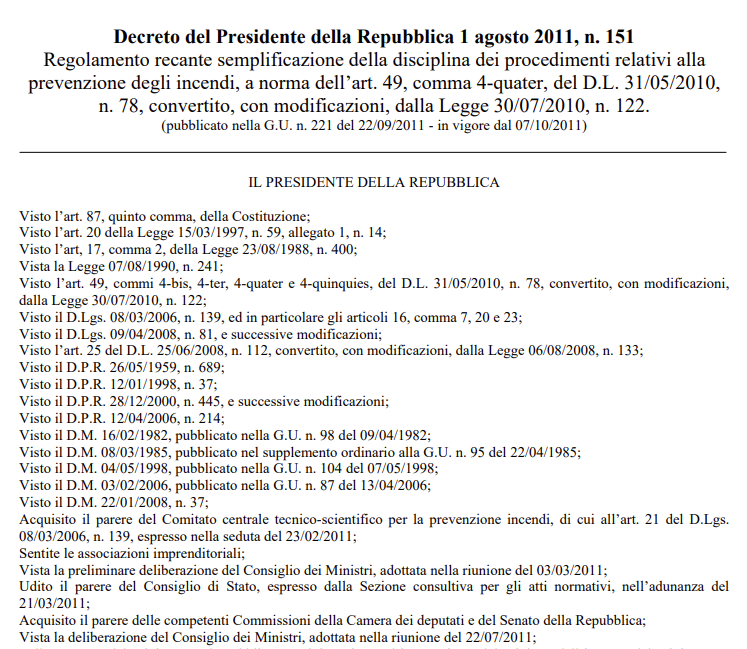 Decreto del Presidente della Repubblica 1 agosto 2011, n. 151
Regolamento recante semplificazione della disciplina dei procedimenti relativi alla
prevenzione degli incendi, a norma dell'art. 49, comma 4-quater, del D.L. 31/05/2010,
n. 78, convertito, con modificazioni, dalla Legge 30/07/2010, n. 122.
(pubblicato nella G.U. n. 221 del 22/09/2011 - in vigore dal 07/10/2011)
IL PRESIDENTE DELLA REPUBBLICA
Visto l'art. 87, quinto comma, della Costituzione;
Visto l'art. 20 della Legge 15/03/1997, n. 59, allegato 1, n. 14;
Visto l'art, 17, comma 2, della Legge 23/08/1988, n. 400;
Vista la Legge 07/08/1990, n. 241;
Visto l'art. 49, commi 4-bis, 4-ter, 4-quater e 4-quinquies, del D.L. 31/05/2010, n. 78, convertito, con modificazioni,
dalla Legge 30/07/2010, n. 122;
Visto il D.Lgs. 08/03/2006, n. 139, ed in particolare gli articoli 16, comma 7, 20 e 23;
Visto il D.Lgs. 09/04/2008, n. 81, e successive modificazioni;
Visto l'art. 25 del D.L. 25/06/2008, n. 112, convertito, con modificazioni, dalla Legge 06/08/2008, n. 133;
Visto il D.P.R. 26/05/1959, n. 689;
Visto il D.P.R. 12/01/1998, n. 37;
Visto il D.P.R. 28/12/2000, n. 445, e successive modificazioni;
Visto il D.P.R. 12/04/2006, n. 214;
Visto il D.M. 16/02/1982, pubblicato nella G.U. n. 98 del 09/04/1982;
Visto il D.M. 08/03/1985, pubblicato nel supplemento ordinario alla G.U. n. 95 del 22/04/1985;
Visto il D.M. 04/05/1998, pubblicato nella G.U. n. 104 del 07/05/1998;
Visto il D.M. 03/02/2006, pubblicato nella G.U. n. 87 del 13/04/2006;
Visto il D.M. 22/01/2008, n. 37;
Acquisito il parere del Comitato centrale tecnico-scientifico per la prevenzione incendi, di cui all'art. 21 del D.Lgs.
08/03/2006, n. 139, espresso nella seduta del 23/02/2011;
Sentite le associazioni imprenditoriali;
Vista la preliminare deliberazione del Consiglio dei Ministri, adottata nella riunione del 03/03/2011;
Udito il parere del Consiglio di Stato, espresso dalla Sezione consultiva per gli atti normativi, nell'adunanza del
21/03/2011;
Acquisito il parere delle competenti Commissioni della Camera dei deputati e del Senato della Repubblica;
Vista la deliberazione del Consiglio dei Ministri, adottata nella riunione del 22/07/2011;